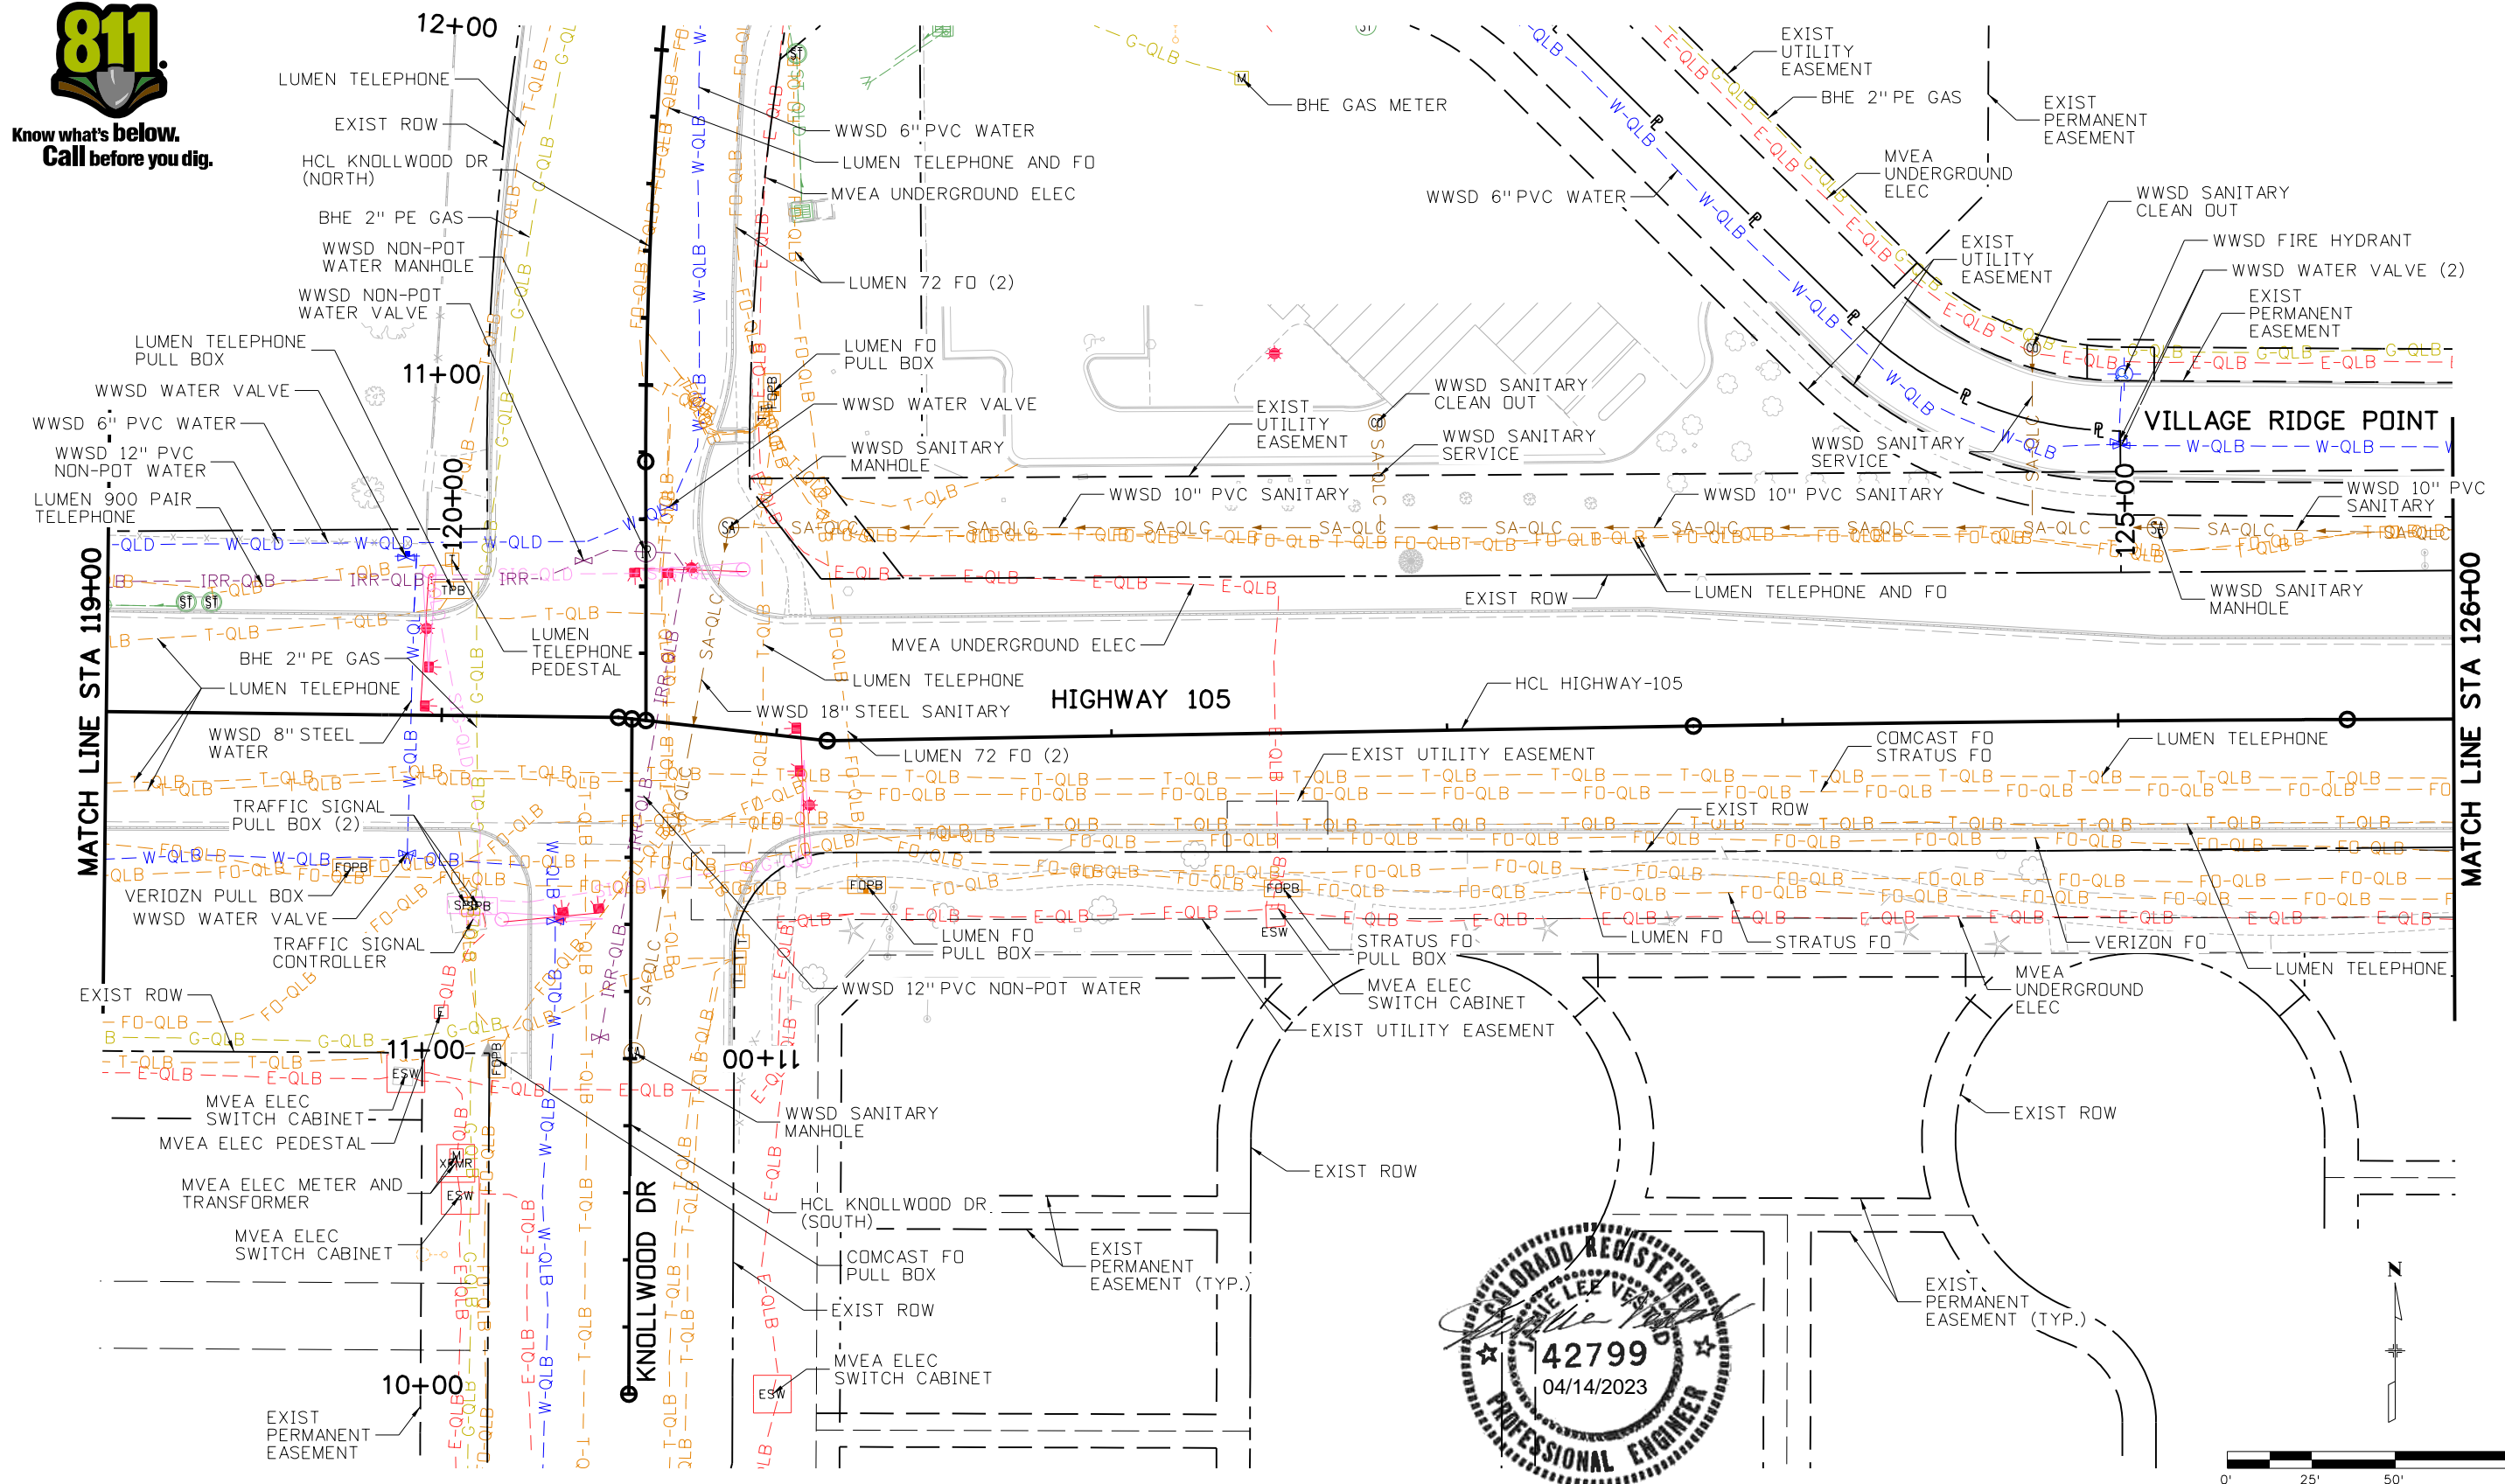 811
Know what's below.
Call before you dig.
12+00
LUMEN TELEPHONE
EXIST ROW
HCL KNOLLWOOD DR
(NORTH)
BHE 2" PE GAS
WWSD NON-POT
WATER MANHOLE
WWSD NON-POT
WATER VALVE
LUMEN TELEPHONE
PULL BOX
11+00
WWSD WATER VALVE
WWSD 6" PVC WATER
WWSD 12" PVC
NON-POT WATER
LUMEN 900 PAIR
TELEPHONE
120+00
WWSD 6" PVC WATER
LUMEN TELEPHONE AND FO
MVEA UNDERGROUND ELEC
LUMEN 72 FO (2)
LUMEN FO
PULL BOX
WWSD WATER VALVE
WWSD SANITARY
MANHOLE
BHE GAS METER
EXIST
UTILITY
EASEMENT
BHE 2" PE GAS
EXIST
PERMANENT
EASEMENT
MVEA
UNDERGROUND
ELEC
WWSD 6" PVC WATER
WWSD SANITARY
CLEAN OUT
WWSD FIRE HYDRANT
WWSD WATER VALVE (2)
EXIST
UTILITY
EASEMENT
EXIST
PERMANENT
EASEMENT
WWSD SANITARY
CLEAN OUT
EXIST
UTILITY
EASEMENT
WWSD SANITARY
SERVICE
WWSD SANITARY
SERVICE
VILLAGE RIDGE POINT
WWSD 10" PVC SANITARY
WWSD 10" PVC SANITARY
WWSD 10" PVC
SANITARY
125+00
MATCH LINE STA 119+00
MATCH LINE STA 126+00
EXIST ROW
LUMEN TELEPHONE AND FO
WWSD SANITARY
MANHOLE
LUMEN
TELEPHONE
PEDESTAL
MVEA UNDERGROUND ELEC
BHE 2" PE GAS
LUMEN TELEPHONE
LUMEN TELEPHONE
WWSD 18" STEEL SANITARY
HIGHWAY 105
HCL HIGHWAY-105
WWSD 8" STEEL
WATER
LUMEN 72 FO (2)
EXIST UTILITY EASEMENT
COMCAST FO
STRATUS FO
LUMEN TELEPHONE
TRAFFIC SIGNAL
PULL BOX (2)
EXIST ROW
VERIOZN PULL BOX
WWSD WATER VALVE
TRAFFIC SIGNAL
CONTROLLER
LUMEN FO
PULL BOX
STRATUS FO
PULL BOX
LUMEN FO
STRATUS FO
VERIZON FO
LUMEN TELEPHONE
EXIST ROW
WWSD 12" PVC NON-POT WATER
MVEA ELEC
SWITCH CABINET
MVEA
UNDERGROUND
ELEC
EXIST UTILITY EASEMENT
11+00
11+00
MVEA ELEC
SWITCH CABINET
MVEA ELEC PEDESTAL
WWSD SANITARY
MANHOLE
EXIST ROW
EXIST ROW
MVEA ELEC METER AND
TRANSFORMER
HCL KNOLLWOOD DR
(SOUTH)
MVEA ELEC
SWITCH CABINET
KNOLLWOOD DR
COMCAST FO
PULL BOX
EXIST
PERMANENT
EASEMENT (TYP.)
EXIST ROW
EXIST
PERMANENT
EASEMENT (TYP.)
MVEA ELEC
SWITCH CABINET
10+00
EXIST
PERMANENT
EASEMENT
COLORADO REGISTERED
42799
04/14/2023
PROFESSIONAL ENGINEER
N
0' 25' 50'